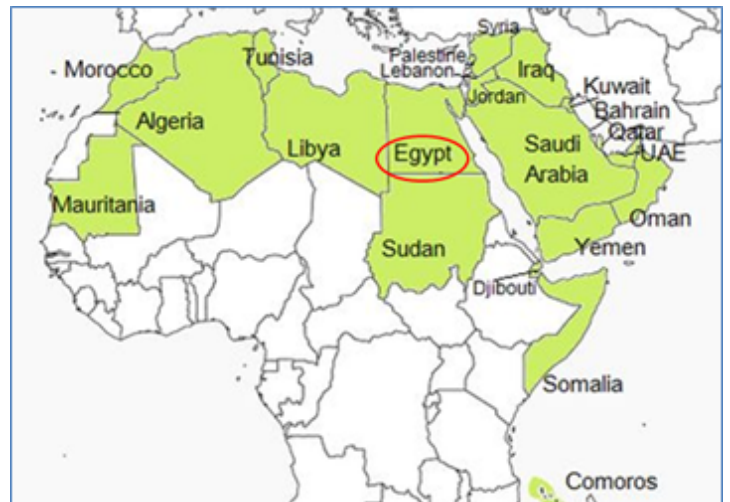 Syria
Tunisia
Palestine
Morocco
Lebanon
Iraq
Jordan
Kuwait
Bahrain
Algeria
Qatar
Libya
Egypt
Saudi
Arabia
UAE
Mauritania
Oman
Sudan
Yemen
Djibouti
Somalia
Comoros